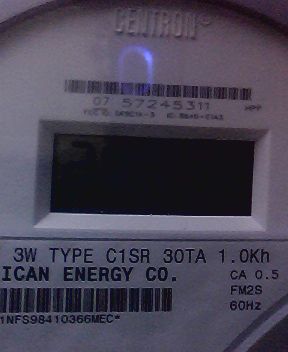 CENTRON®
07 57245311
3W TYPE C1SR 30TA 1.0Kh
ICAN ENERGY CO. CA 0.5
FM2S
60Hz
1NFS98410366MEC*